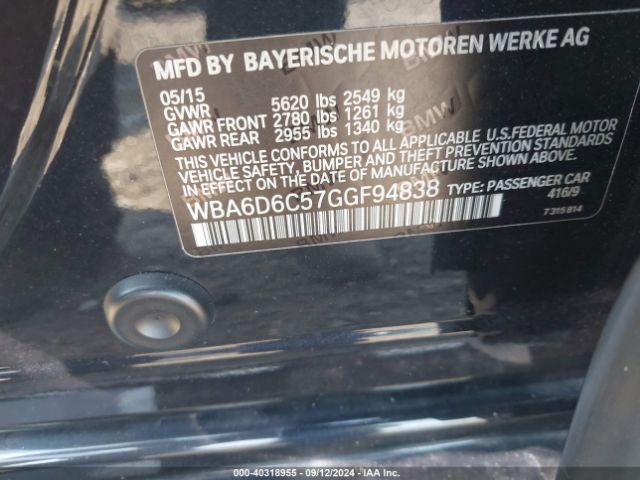 MFD BY BAYERISCHE MOTOREN WERKE AG
05/15
GVWR 5620 lbs 2549 kg
GAWR FRONT 2780 lbs 1261 kg
GAWR REAR 2955 lbs 1340 kg
THIS VEHICLE CONFORMS TO ALL APPLICABLE U.S.FEDERAL MOTOR
VEHICLE SAFETY, BUMPER AND THEFT PREVENTION STANDARDS
IN EFFECT ON THE DATE OF MANUFACTURE SHOWN ABOVE.
WBA6D6C57GGF94838 TYPE: PASSENGER CAR
416/9
7 315 814
000-40318955 - 09/12/2024 - IAA Inc.